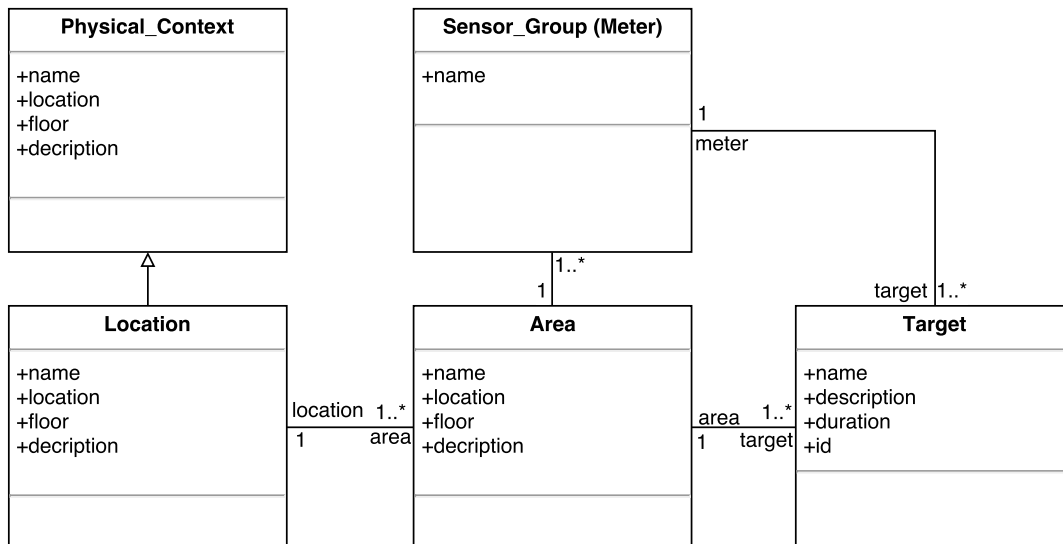 Physical_Context
+name
+location
+floor
+decription
Sensor_Group (Meter)
+name
1
meter
1..*
1
target 1..*
Location
+name
+location
+floor
+decription
location 1..*
1 area
Area
+name
+location
+floor
+decription
area 1..*
1 target
Target
+name
+description
+duration
+id